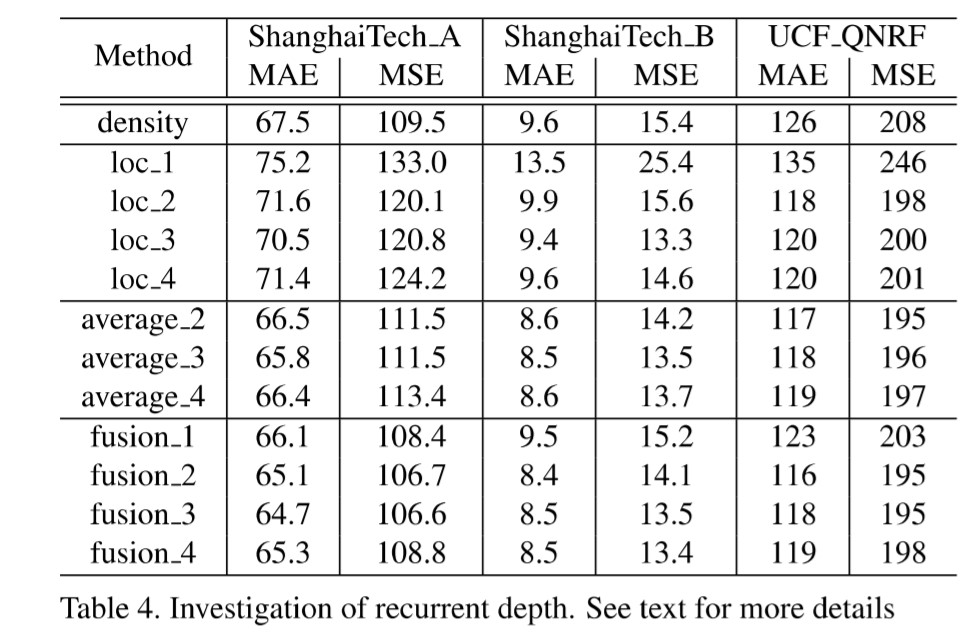 Method ShanghaiTech_A ShanghaiTech_B UCF_QNRF
MAE MSE MAE MSE MAE MSE
density 67.5 109.5 9.6 15.4 126 208
loc_1 75.2 133.0 13.5 25.4 135 246
loc_2 71.6 120.1 9.9 15.6 118 198
loc_3 70.5 120.8 9.4 13.3 120 200
loc_4 71.4 124.2 9.6 14.6 120 201
average_2 66.5 111.5 8.6 14.2 117 195
average_3 65.8 111.5 8.5 13.5 118 196
average_4 66.4 113.4 8.6 13.7 119 197
fusion_1 66.1 108.4 9.5 15.2 123 203
fusion_2 65.1 106.7 8.4 14.1 116 195
fusion_3 64.7 106.6 8.5 13.5 118 195
fusion_4 65.3 108.8 8.5 13.4 119 198
Table 4. Investigation of recurrent depth. See text for more details